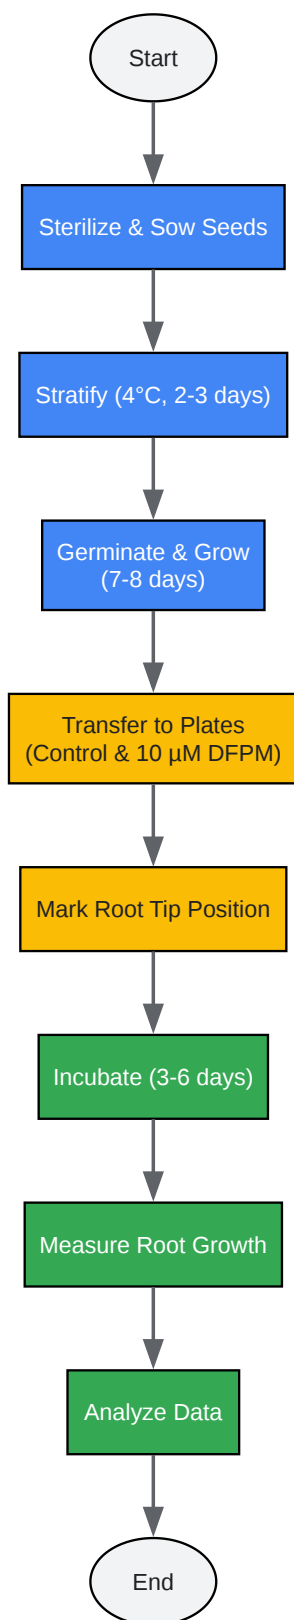 Start
Sterilize & Sow Seeds
Stratify (4°C, 2-3 days)
Germinate & Grow
(7-8 days)
Transfer to Plates
(Control & 10 µM DFPM)
Mark Root Tip Position
Incubate (3-6 days)
Measure Root Growth
Analyze Data
End